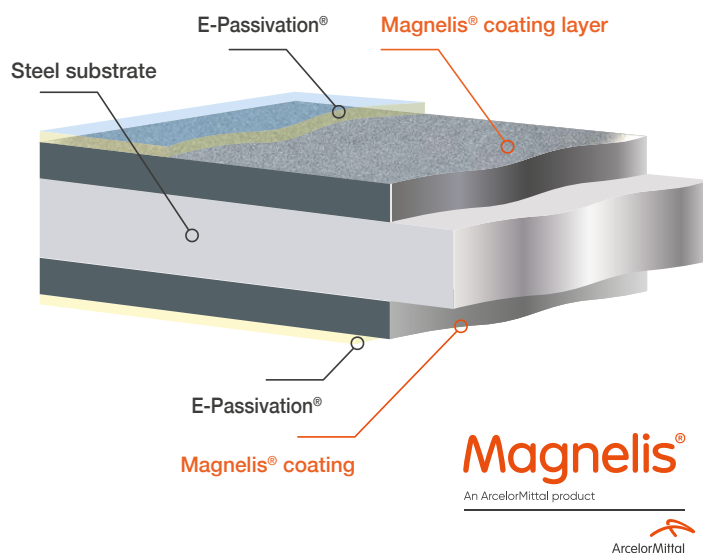 E-Passivation®
Magnelis® coating layer
Steel substrate
E-Passivation®
Magnelis® coating
Magnelis®
An ArcelorMittal product
ArcelorMittal